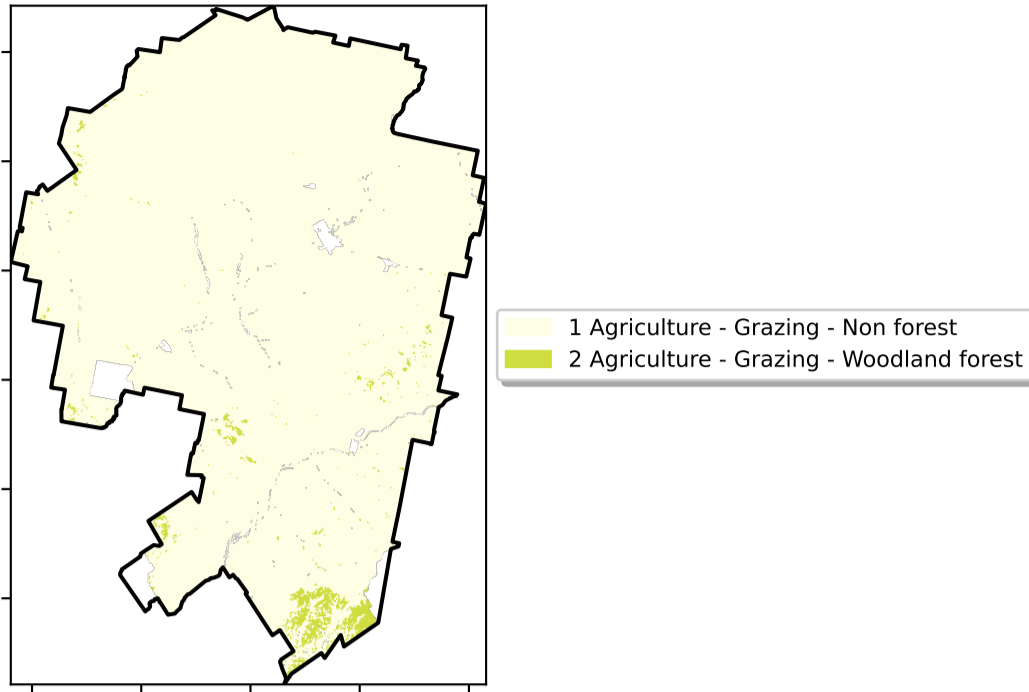 1 Agriculture - Grazing - Non forest
2 Agriculture - Grazing - Woodland forest